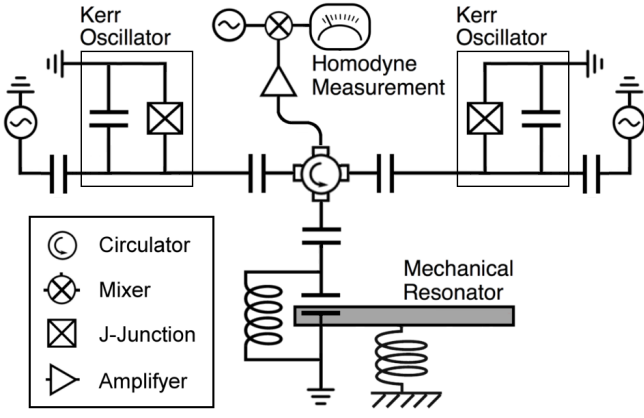 Kerr
Oscillator
Homodyne
Measurement
Kerr
Oscillator
Circulator
Mixer
J-Junction
Amplifyer
Mechanical
Resonator